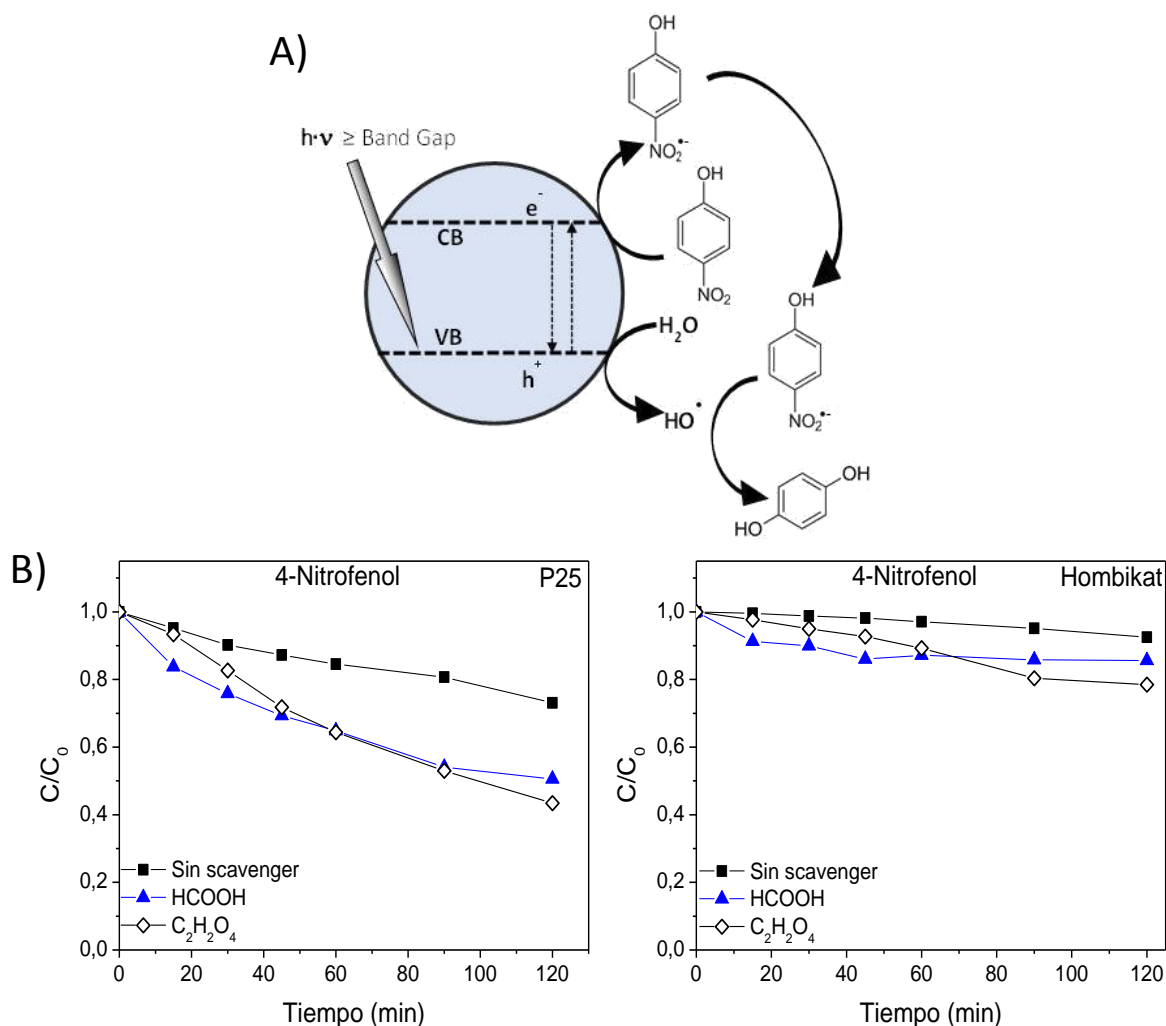 A)
OH
h·ν ≥ Band Gap
NO₂•-
OH
e⁻
CB
NO₂
OH
H₂O
VB
h⁺
HO•
NO₂•-
OH
HO
B)
4-Nitrofenol P25
1,0
0,8
0,6
0,4
0,2
0,0
C/C₀
Sin scavenger
HCOOH
C₂H₂O₄
0 20 40 60 80 100 120
Tiempo (min)
4-Nitrofenol Hombikat
1,0
0,8
0,6
0,4
0,2
0,0
C/C₀
Sin scavenger
HCOOH
C₂H₂O₄
0 20 40 60 80 100 120
Tiempo (min)